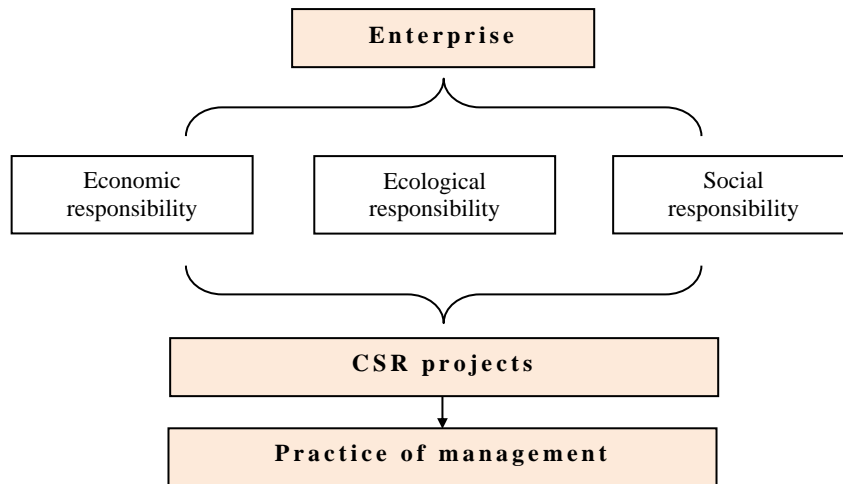 Enterprise
Economic
responsibility
Ecological
responsibility
Social
responsibility
CSR projects
Practice of management